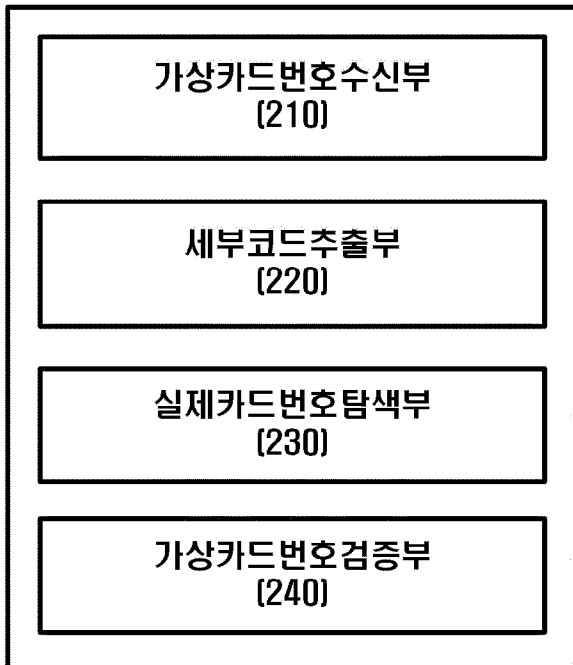 가상카드번호수신부
(210)
세부코드추출부
(220)
실제카드번호탐색부
(230)
가상카드번호검증부
(240)